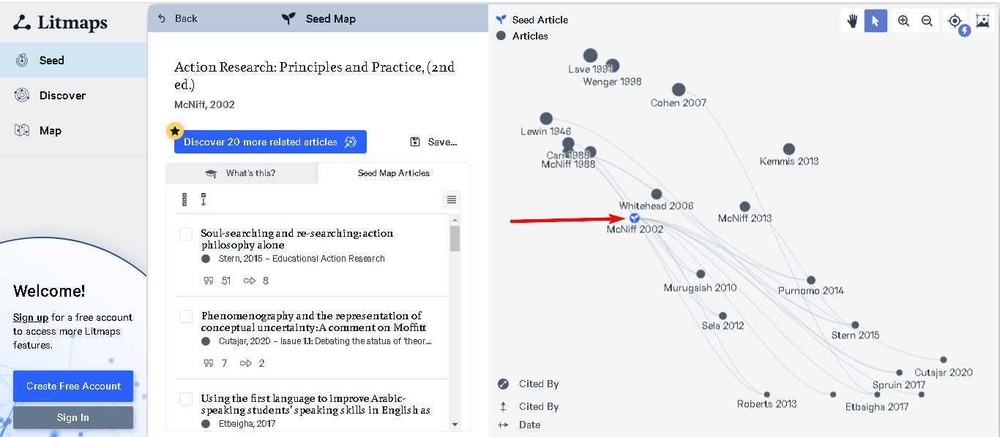 Litmaps
Seed
Discover
Map
Welcome!
Sign up for a free account
to access more Litmaps
features.
Create Free Account
Sign In
Back
Seed Map
Action Research: Principles and Practice, (2nd
ed.)
McNiff, 2002
Discover 20 more related articles
Save...
What's this?
Seed Map Articles
Soul-searching and re-searching: action
philosophy alone
Stern, 2015 – Educational Action Research
51
8
Phenomenography and the representation of
conceptual uncertainty: A comment on Moffitt
Cutajar, 2020 – Issue 1.1: Debating the status of 'theor...
7
2
Using the first language to improve Arabic-
speaking students' speaking skills in English as
Etbaigha, 2017
Seed Article
Articles
Lave 1991
Wenger 1998
Cohen 2007
Lewin 1946
Carr 1988
McNiff 1988
Kemmis 2013
Whitehead 2006
McNiff 2013
McNiff 2002
Murugaiah 2010
Purnomo 2014
Sela 2012
Stern 2015
Cutajar 2020
Spruin 2017
Roberts 2013
Etbaigha 2017
Cited By
Cited By
Date